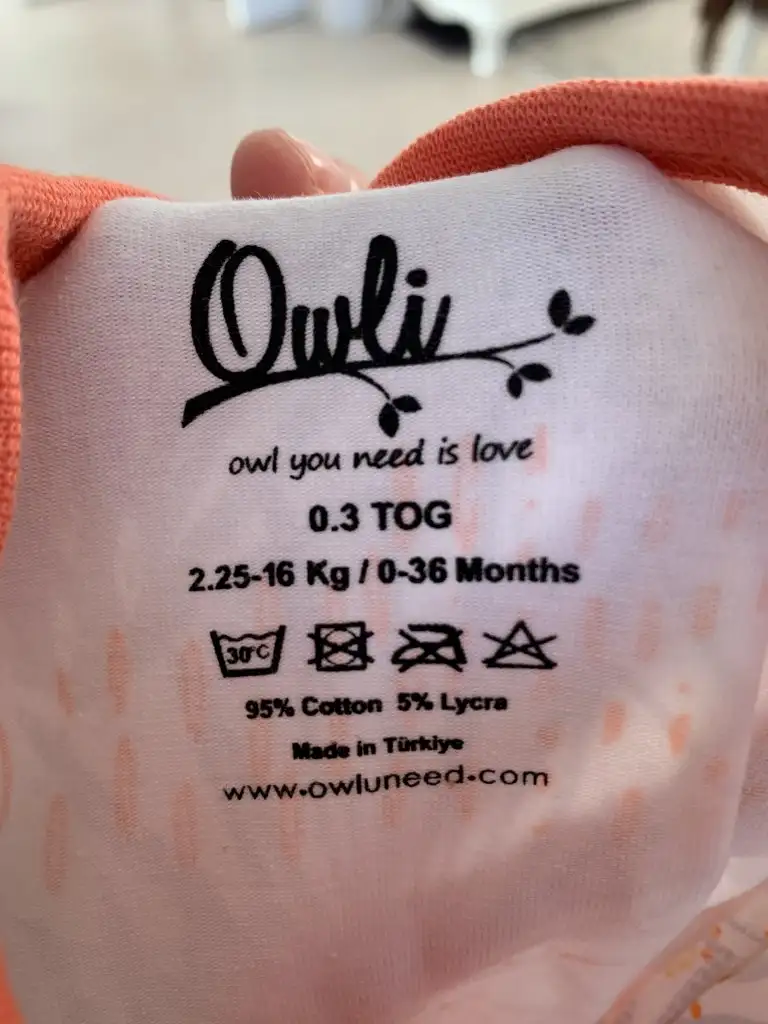 Owli
owl you need is love
0.3 TOG
2.25-16 Kg / 0-36 Months
30°C
95% Cotton 5% Lycra
Made in Türkiye
www.owluneed.com